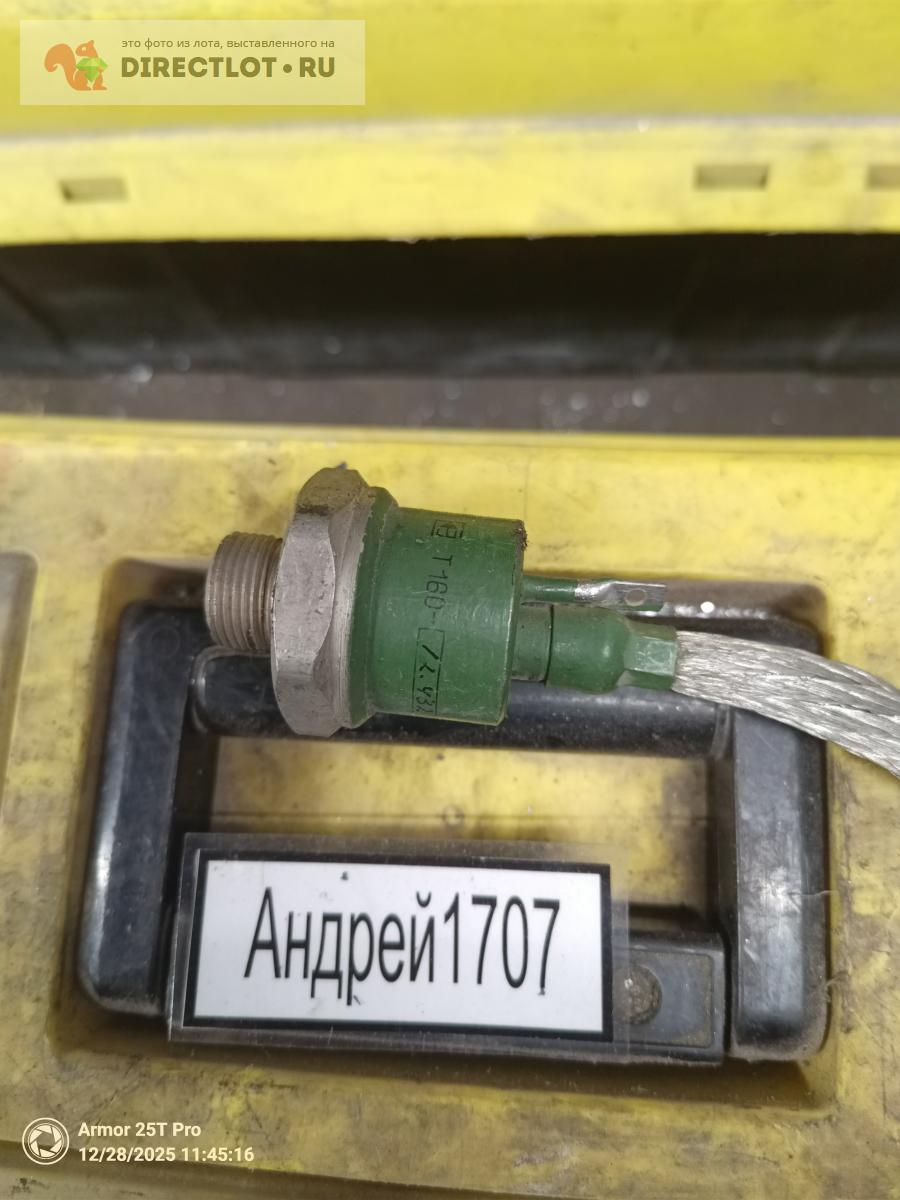 это фото из лота, выставленного на
DIRECTLOT•RU
Т160-
Андрей1707
Armor 25T Pro
12/28/2025 11:45:16